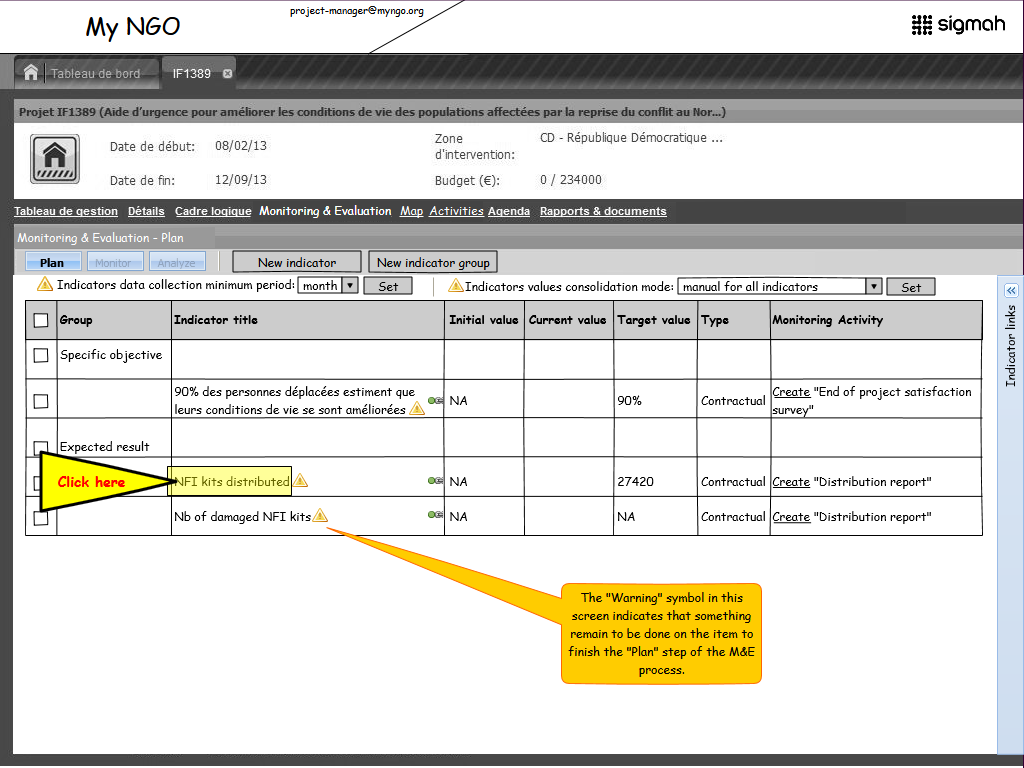 project-manager@myngo.org
My NGO
sigmah
Tableau de bord
IF1389
Projet IF1389 (Aide d'urgence pour améliorer les conditions de vie des populations affectées par la reprise du conflit au Nor...)
Date de début: 08/02/13
Zone d'intervention: CD - République Démocratique ...
Date de fin: 12/09/13
Budget (€): 0 / 234000
Tableau de gestion Détails Cadre logique Monitoring & Evaluation Map Activities Agenda Rapports & documents
Monitoring & Evaluation - Plan
Plan Monitor Analyze New indicator New indicator group
Indicators data collection minimum period: month Set Indicators values consolidation mode: manual for all indicators Set
Indicator links
Group Indicator title Initial value Current value Target value Type Monitoring Activity
Specific objective
90% des personnes déplacées estiment que
leurs conditions de vie se sont améliorées NA 90% Contractual Create "End of project satisfaction
survey"
Expected result
Click here NFI kits distributed NA 27420 Contractual Create "Distribution report"
Nb of damaged NFI kits NA NA Contractual Create "Distribution report"
The "Warning" symbol in this
screen indicates that something
remain to be done on the item to
finish the "Plan" step of the M&E
process.